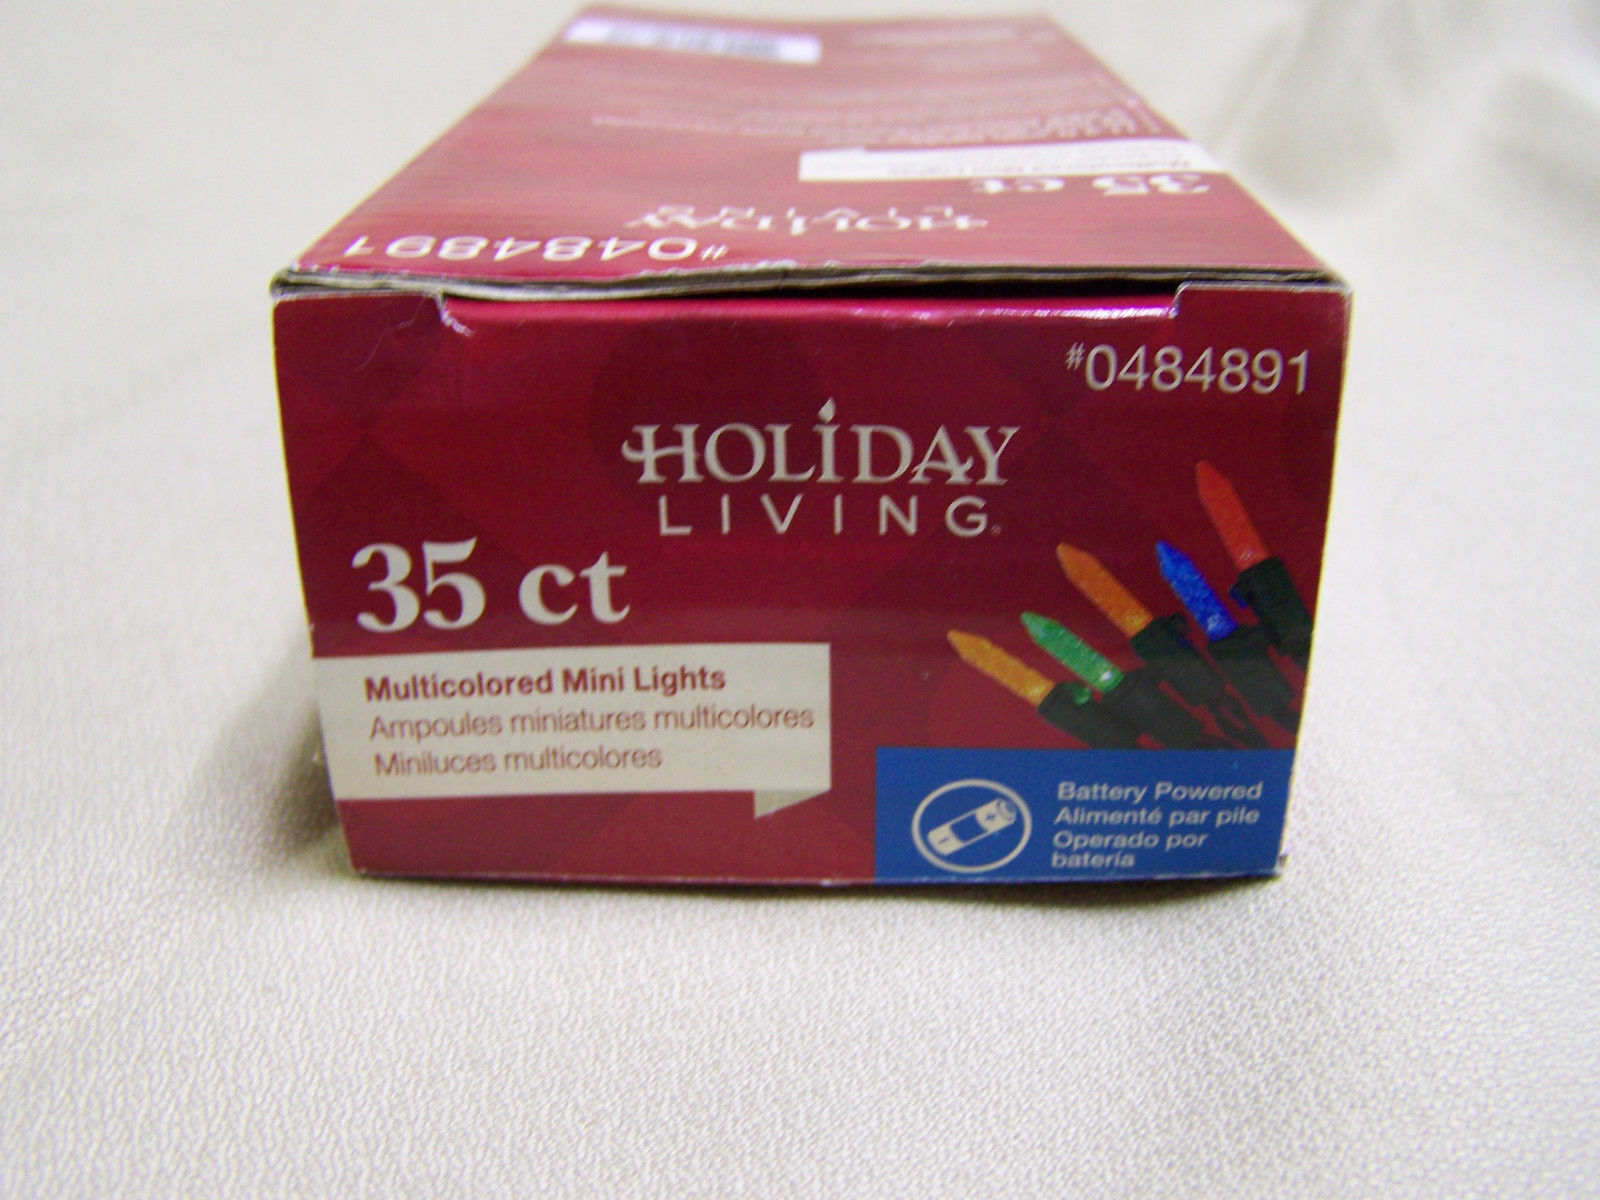 #0484891
HOLIDAY
LIVING
35 ct
#0484891
HOLIDAY
LIVING
35 ct
Multicolored Mini Lights
Ampoules miniatures multicolores
Miniluces multicolores
Battery Powered
Alimenté par pile
Operado por
batería